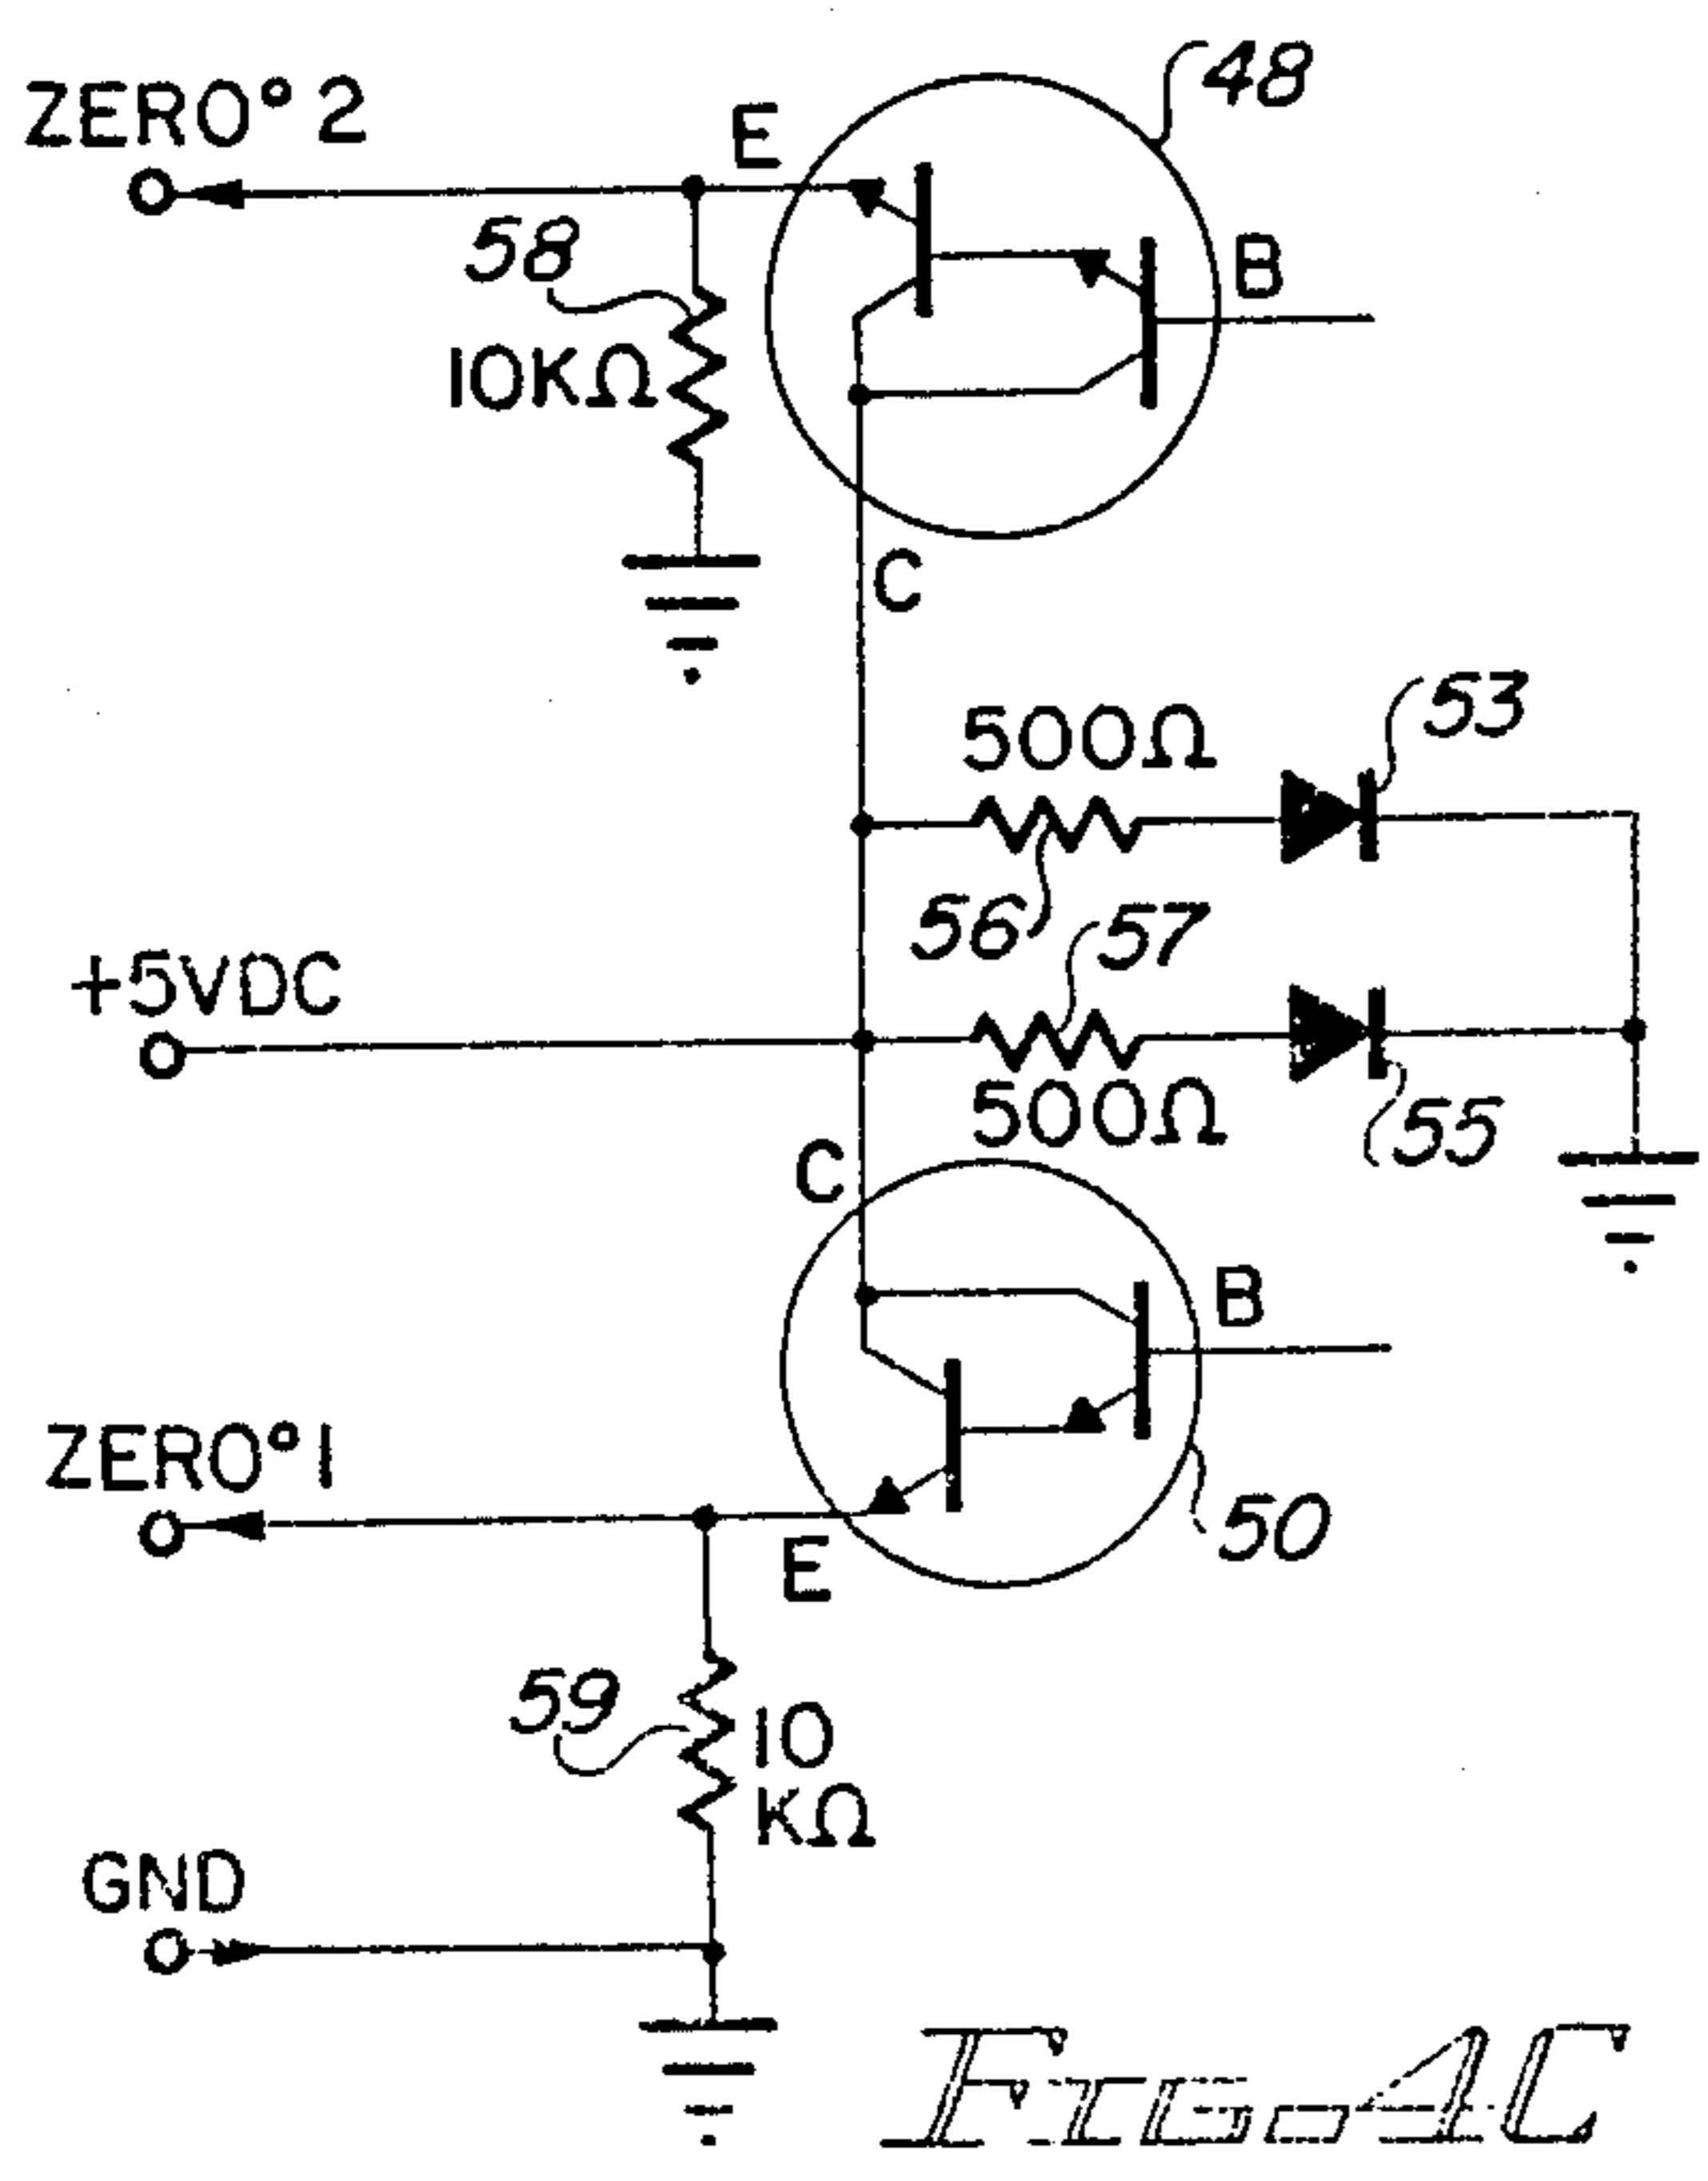 ZERO° 2
E
48
58
B
10KΩ
C
53
500Ω
56
57
+5VDC
500Ω
55
C
B
ZERO° 1
50
E
59
10
KΩ
GND
FIG. 4C